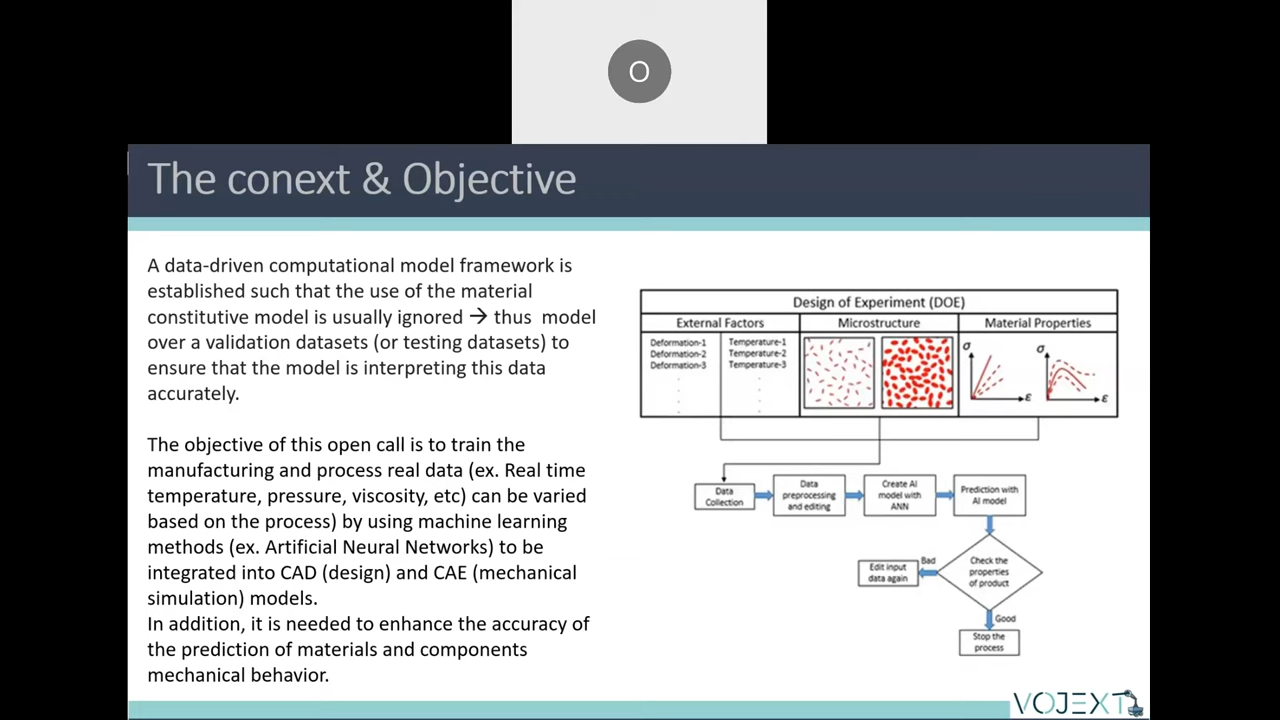 O
The conext & Objective
A data-driven computational model framework is
established such that the use of the material
constitutive model is usually ignored → thus model
over a validation datasets (or testing datasets) to
ensure that the model is interpreting this data
accurately.
The objective of this open call is to train the
manufacturing and process real data (ex. Real time
temperature, pressure, viscosity, etc) can be varied
based on the process) by using machine learning
methods (ex. Artificial Neural Networks) to be
integrated into CAD (design) and CAE (mechanical
simulation) models.
In addition, it is needed to enhance the accuracy of
the prediction of materials and components
mechanical behavior.
Design of Experiment (DOE)
External Factors
Microstructure
Material Properties
Deformation-1
Deformation-2
Deformation-3
Temperature-1
Temperature-2
Temperature-3
σ
ε
σ
ε
Data
Collection
Data
preprocessing
and editing
Create AI
model with
ANN
Prediction with
AI model
Check the
properties
of product
Bad
Edit input
data again
Good
Stop the
process
VOJEXT